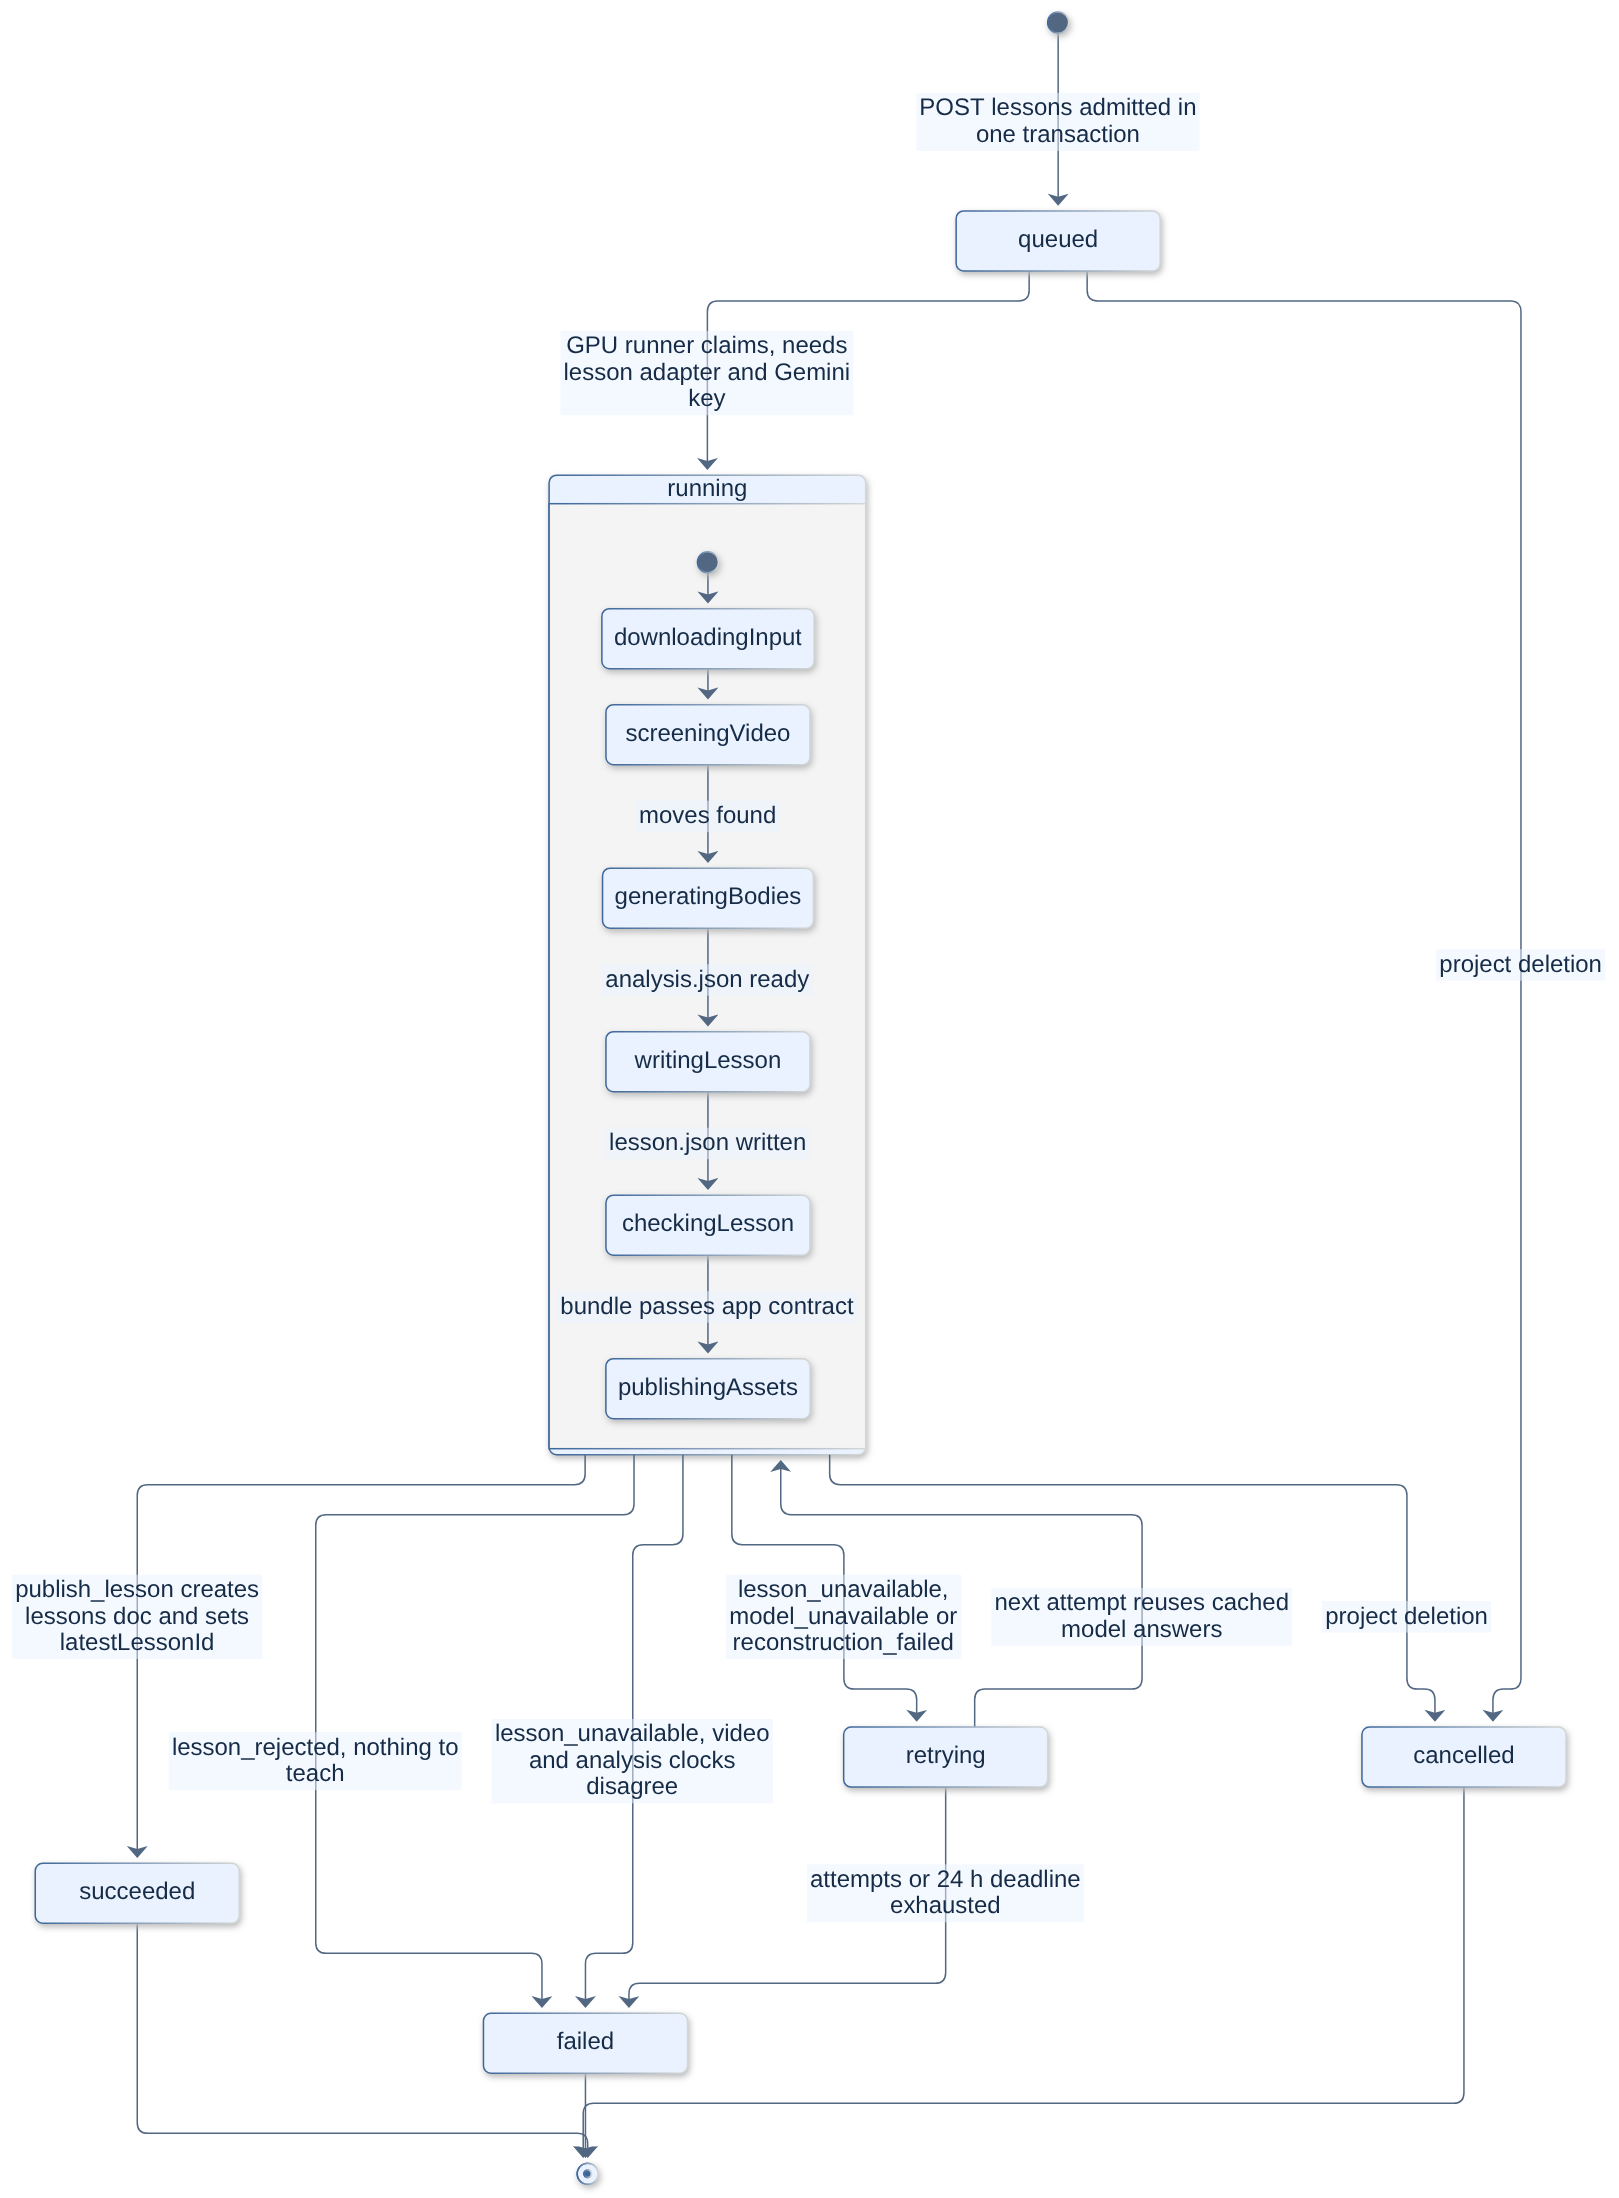 POST lessons admitted in
one transaction
queued
GPU runner claims, needs
lesson adapter and Gemini
key
running
downloadingInput
screeningVideo
moves found
generatingBodies
analysis.json ready
project deletion
writingLesson
lesson.json written
checkingLesson
bundle passes app contract
publishingAssets
publish_lesson creates
lessons doc and sets
latestLessonId
lesson_unavailable,
model_unavailable or
reconstruction_failed
next attempt reuses cached
model answers
project deletion
lesson_rejected, nothing to
teach
lesson_unavailable, video
and analysis clocks
disagree
retrying
cancelled
succeeded
attempts or 24 h deadline
exhausted
failed